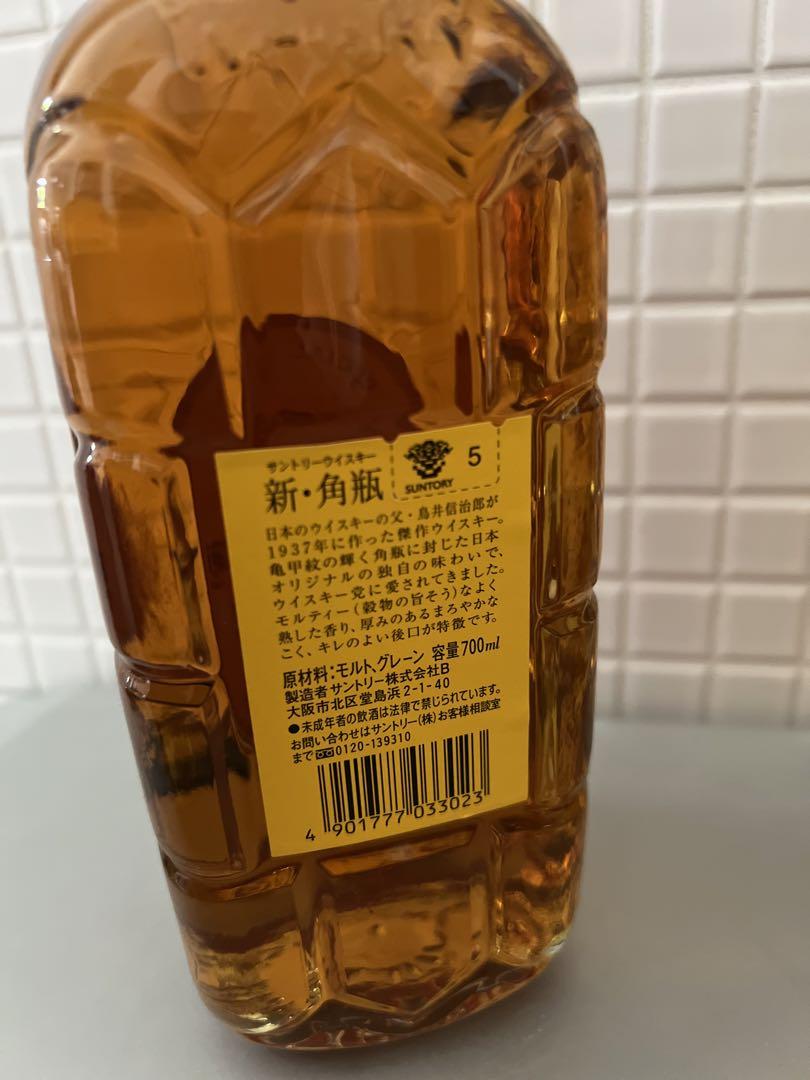 サントリーウイスキー
新・角瓶
SUNTORY
5
日本のウイスキーの父・鳥井信治郎が
1937年に作った傑作ウイスキー。
亀甲紋の輝く角瓶に封じた日本
オリジナルの独自の味わいで、
ウイスキー党に愛されてきました。
モルティー(穀物の旨そう)なよく
熟した香り、厚みのあるまろやかな
こく、キレのよい後口が特徴です。
原材料:モルト、グレーン 容量700ml
製造者サントリー株式会社B
大阪市北区堂島浜2-1-40
●未成年者の飲酒は法律で禁じられています。
お問い合わせはサントリー(株)お客様相談室
まで 0120-139310
4 901777 033023